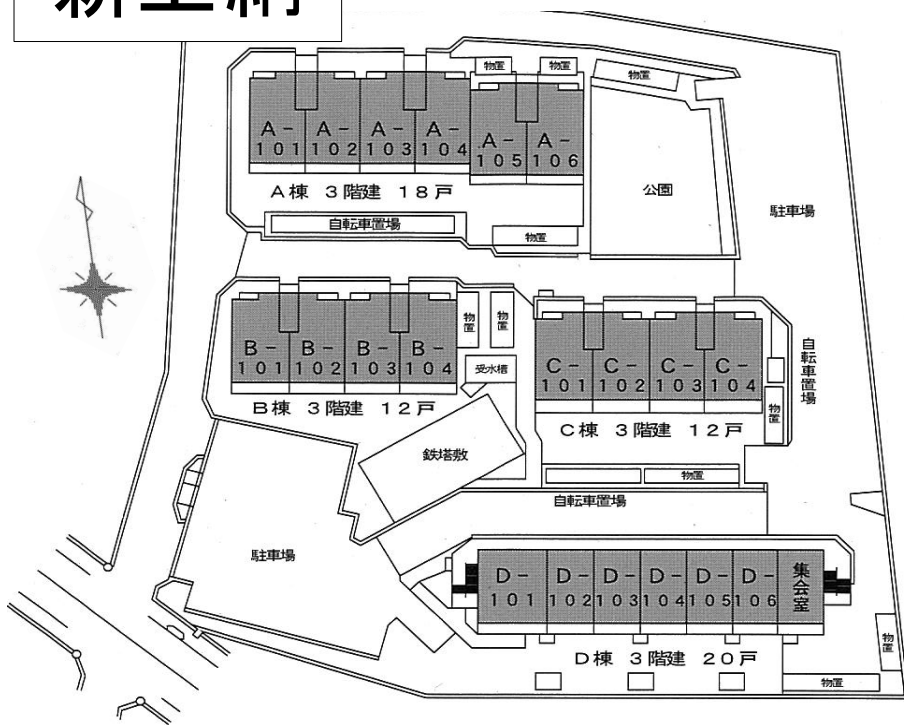 新上納
物置
物置
物置
A-101
A-102
A-103
A-104
A-105
A-106
A棟 3階建 18戸
公園
駐車場
自転車置場
物置
B-101
B-102
B-103
B-104
物置
物置
受水槽
B棟 3階建 12戸
C-101
C-102
C-103
C-104
自転車置場
物置
C棟 3階建 12戸
鉄塔敷
物置
自転車置場
駐車場
D-101
D-102
D-103
D-104
D-105
D-106
集会室
D棟 3階建 20戸
物置
物置